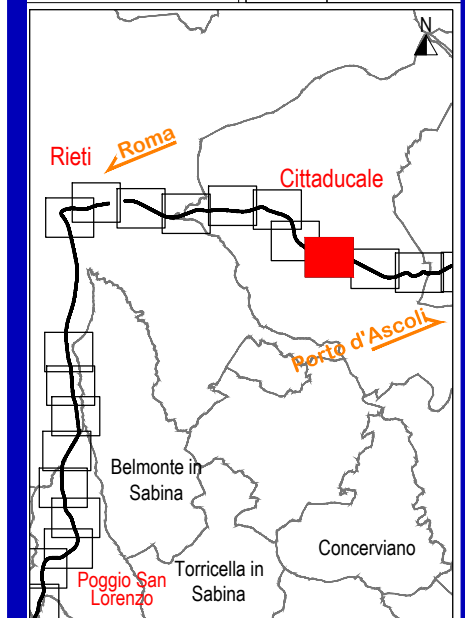 N
Roma
Rieti
Cittaducale
Porto d'Ascoli
Belmonte in
Sabina
Concerviano
Poggio San
Lorenzo
Torricella in
Sabina